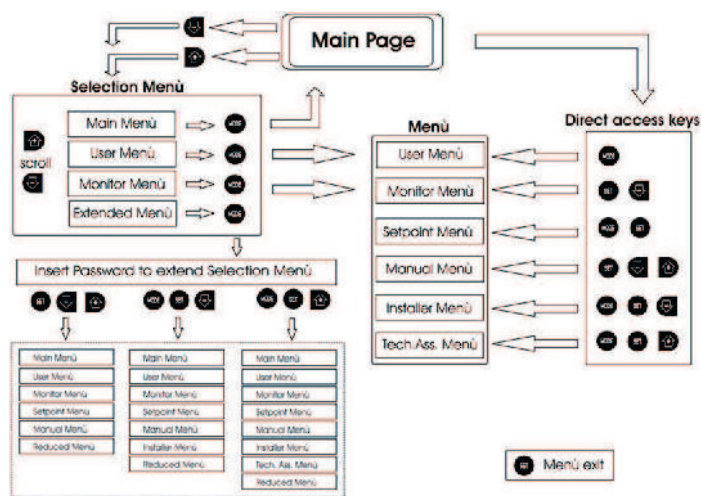 Main Page
Selection Menù
Main Menù MODE
scroll
User Menù MODE
Monitor Menù MODE
Extended Menù MODE
Insert Password to extend Selection Menù
SET
MODE SET
MODE SET
Main Menù
User Menù
Monitor Menù
Setpoint Menù
Manual Menù
Reduced Menù
Main Menù
User Menù
Monitor Menù
Setpoint Menù
Manual Menù
Installer Menù
Reduced Menù
Main Menù
User Menù
Monitor Menù
Setpoint Menù
Manual Menù
Installer Menù
Tech. Ass. Menù
Reduced Menù
Menù
User Menù
Monitor Menù
Setpoint Menù
Manual Menù
Installer Menù
Tech.Ass. Menù
Direct access keys
MODE
SET
MODE SET
SET
MODE SET
MODE SET
SET Menù exit